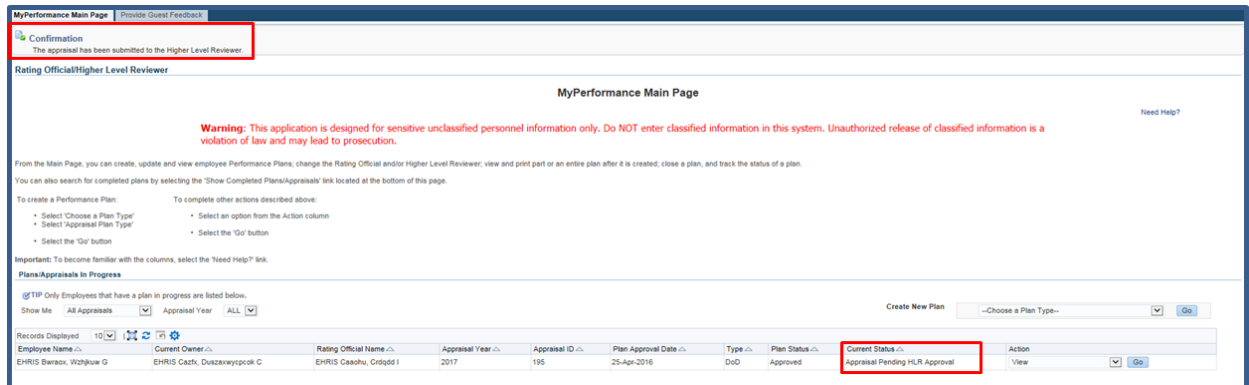 MyPerformance Main Page Provide Guest Feedback
Confirmation
The appraisal has been submitted to the Higher Level Reviewer.
Rating Official/Higher Level Reviewer
MyPerformance Main Page
Need Help?
Warning: This application is designed for sensitive unclassified personnel information only. Do NOT enter classified information in this system. Unauthorized release of classified information is a
violation of law and may lead to prosecution.
From the Main Page, you can create, update and view employee Performance Plans; change the Rating Official and/or Higher Level Reviewer; view and print part or an entire plan after it is created; close a plan, and track the status of a plan.
You can also search for completed plans by selecting the 'Show Completed Plans/Appraisals' link located at the bottom of this page.
To create a Performance Plan: To complete other actions described above:
• Select 'Choose a Plan Type' • Select an option from the Action column
• Select 'Appraisal Plan Type'
• Select the 'Go' button
• Select the 'Go' button
Important: To become familiar with the columns, select the 'Need Help?' link.
Plans/Appraisals In Progress
TIP Only Employees that have a plan in progress are listed below.
Show Me All Appraisals Appraisal Year ALL Create New Plan --Choose a Plan Type-- Go
Records Displayed 10
Employee Name Current Owner Rating Official Name Appraisal Year Appraisal ID Plan Approval Date Type Plan Status Current Status Action
EHRIS Bwraox, Wzhjkuw G EHRIS Cazfx, Duszaxwycpcok C EHRIS Caaohu, Crdqdd I 2017 195 25-Apr-2016 DoD Approved Appraisal Pending HLR Approval View Go